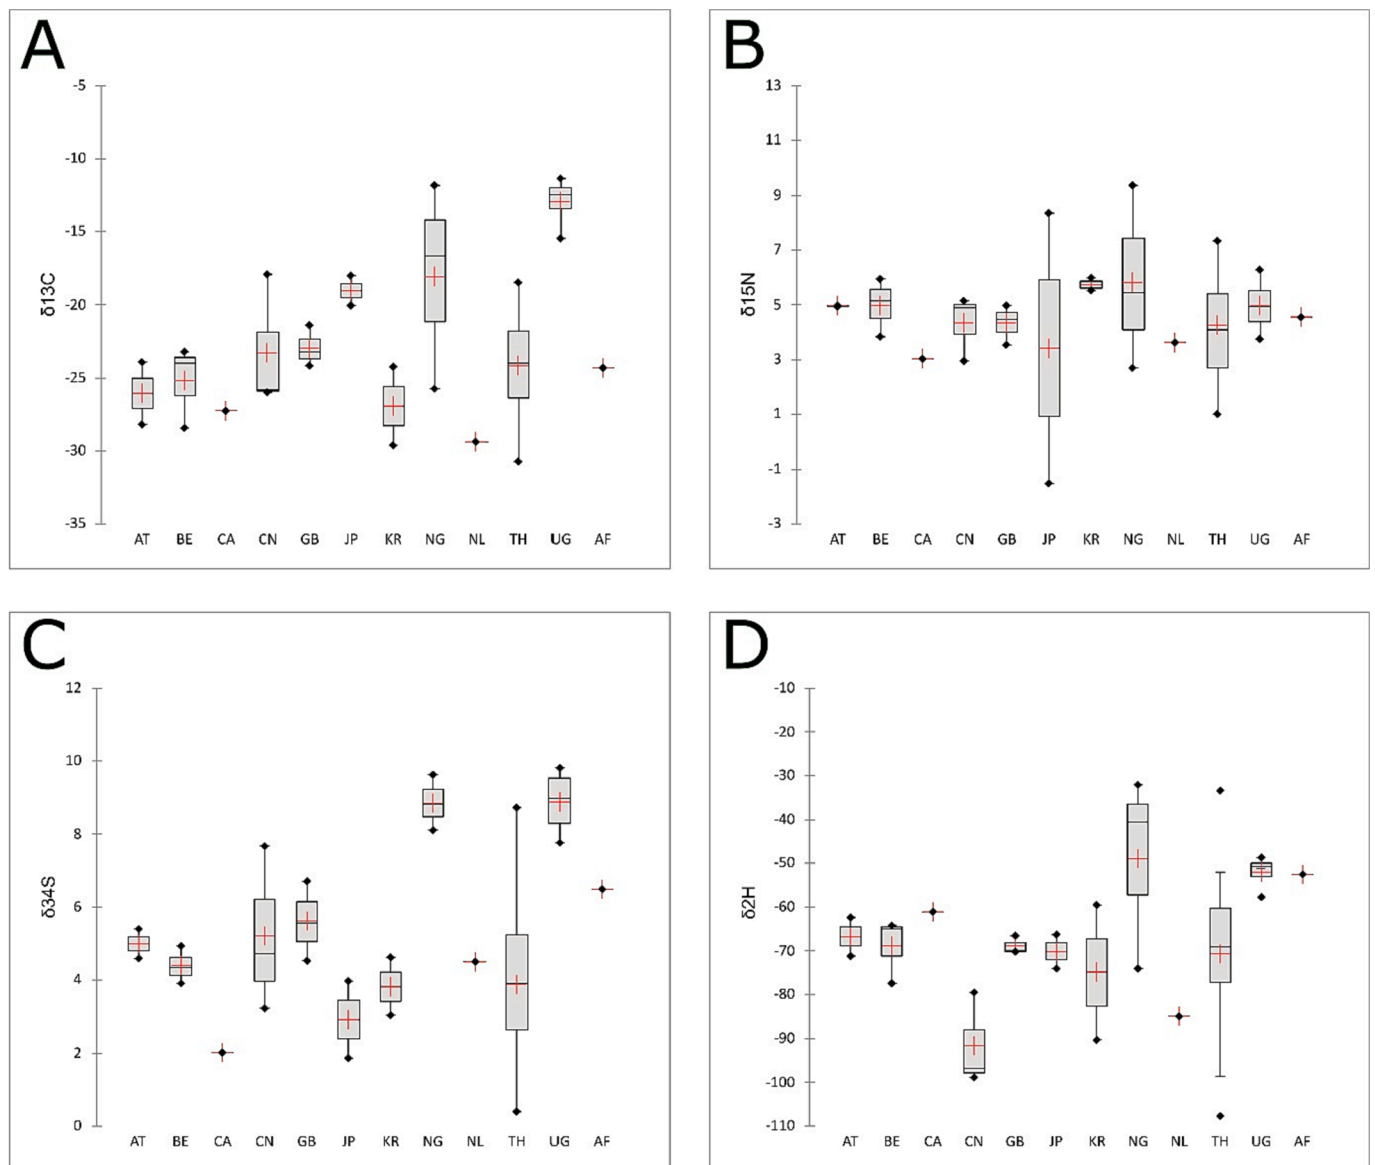 A
-5
-10
-15
-20
-25
-30
-35
δ13C
AT BE CA CN GB JP KR NG NL TH UG AF
B
13
11
9
7
5
3
1
-1
-3
δ15N
AT BE CA CN GB JP KR NG NL TH UG AF
C
12
10
8
6
4
2
0
δ34S
AT BE CA CN GB JP KR NG NL TH UG AF
D
-10
-20
-30
-40
-50
-60
-70
-80
-90
-100
-110
δ2H
AT BE CA CN GB JP KR NG NL TH UG AF